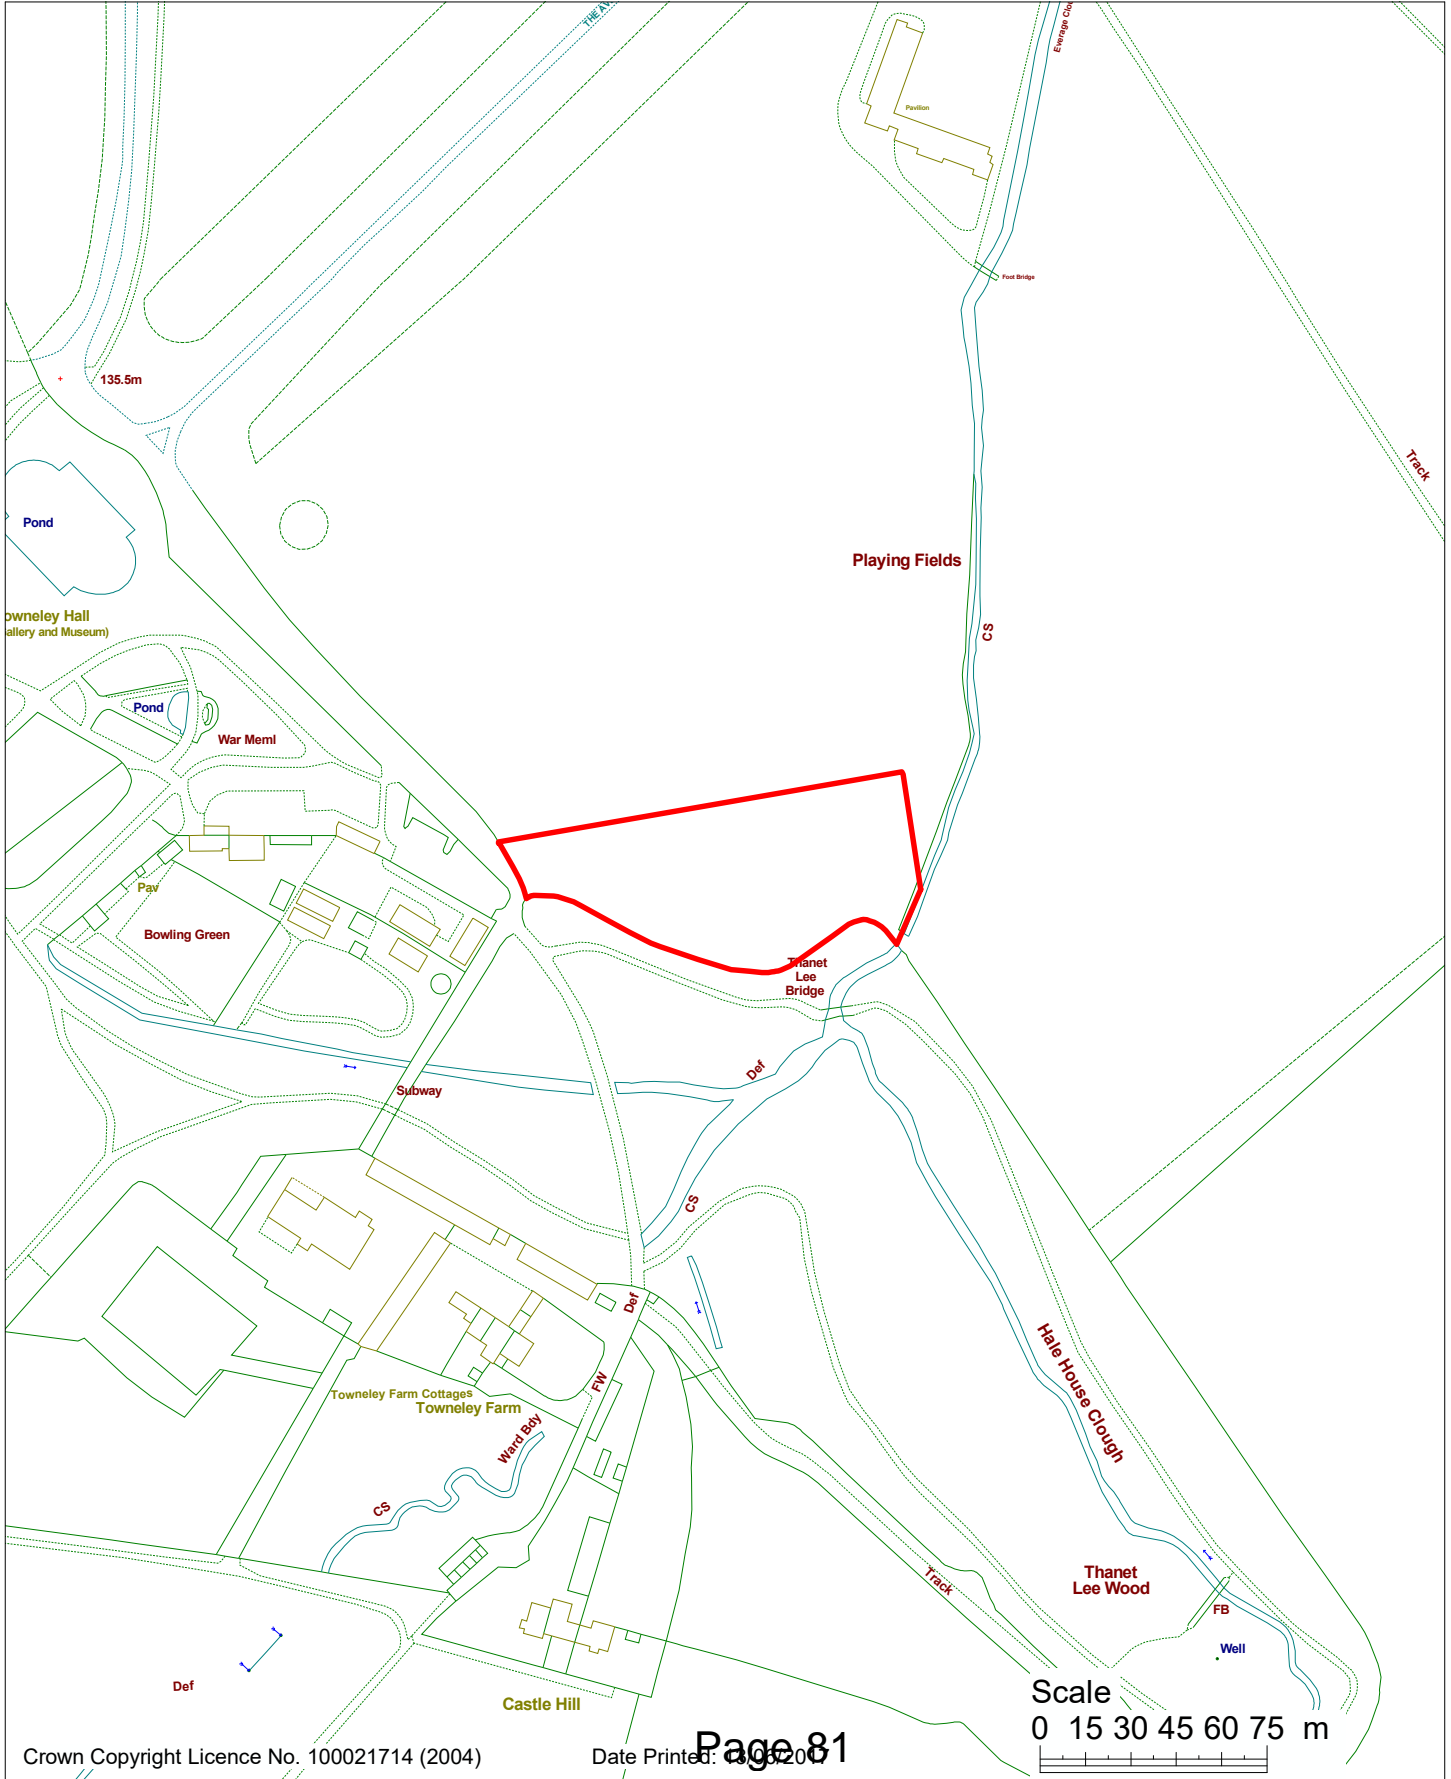 THE AV
Everage Clou
Pavilion
Foot Bridge
135.5m
Track
Pond
Playing Fields
owneley Hall
allery and Museum)
CS
Pond
War Meml
Pav
Bowling Green
Thanet
Lee
Bridge
Def
Subway
CS
Def
Hale House Clough
FW
Towneley Farm Cottages
Towneley Farm
Ward Bdy
CS
Track
Thanet
Lee Wood
FB
Well
Def
Castle Hill
Scale
0 15 30 45 60 75 m
Crown Copyright Licence No. 100021714 (2004)
Date Printed:
Page 81